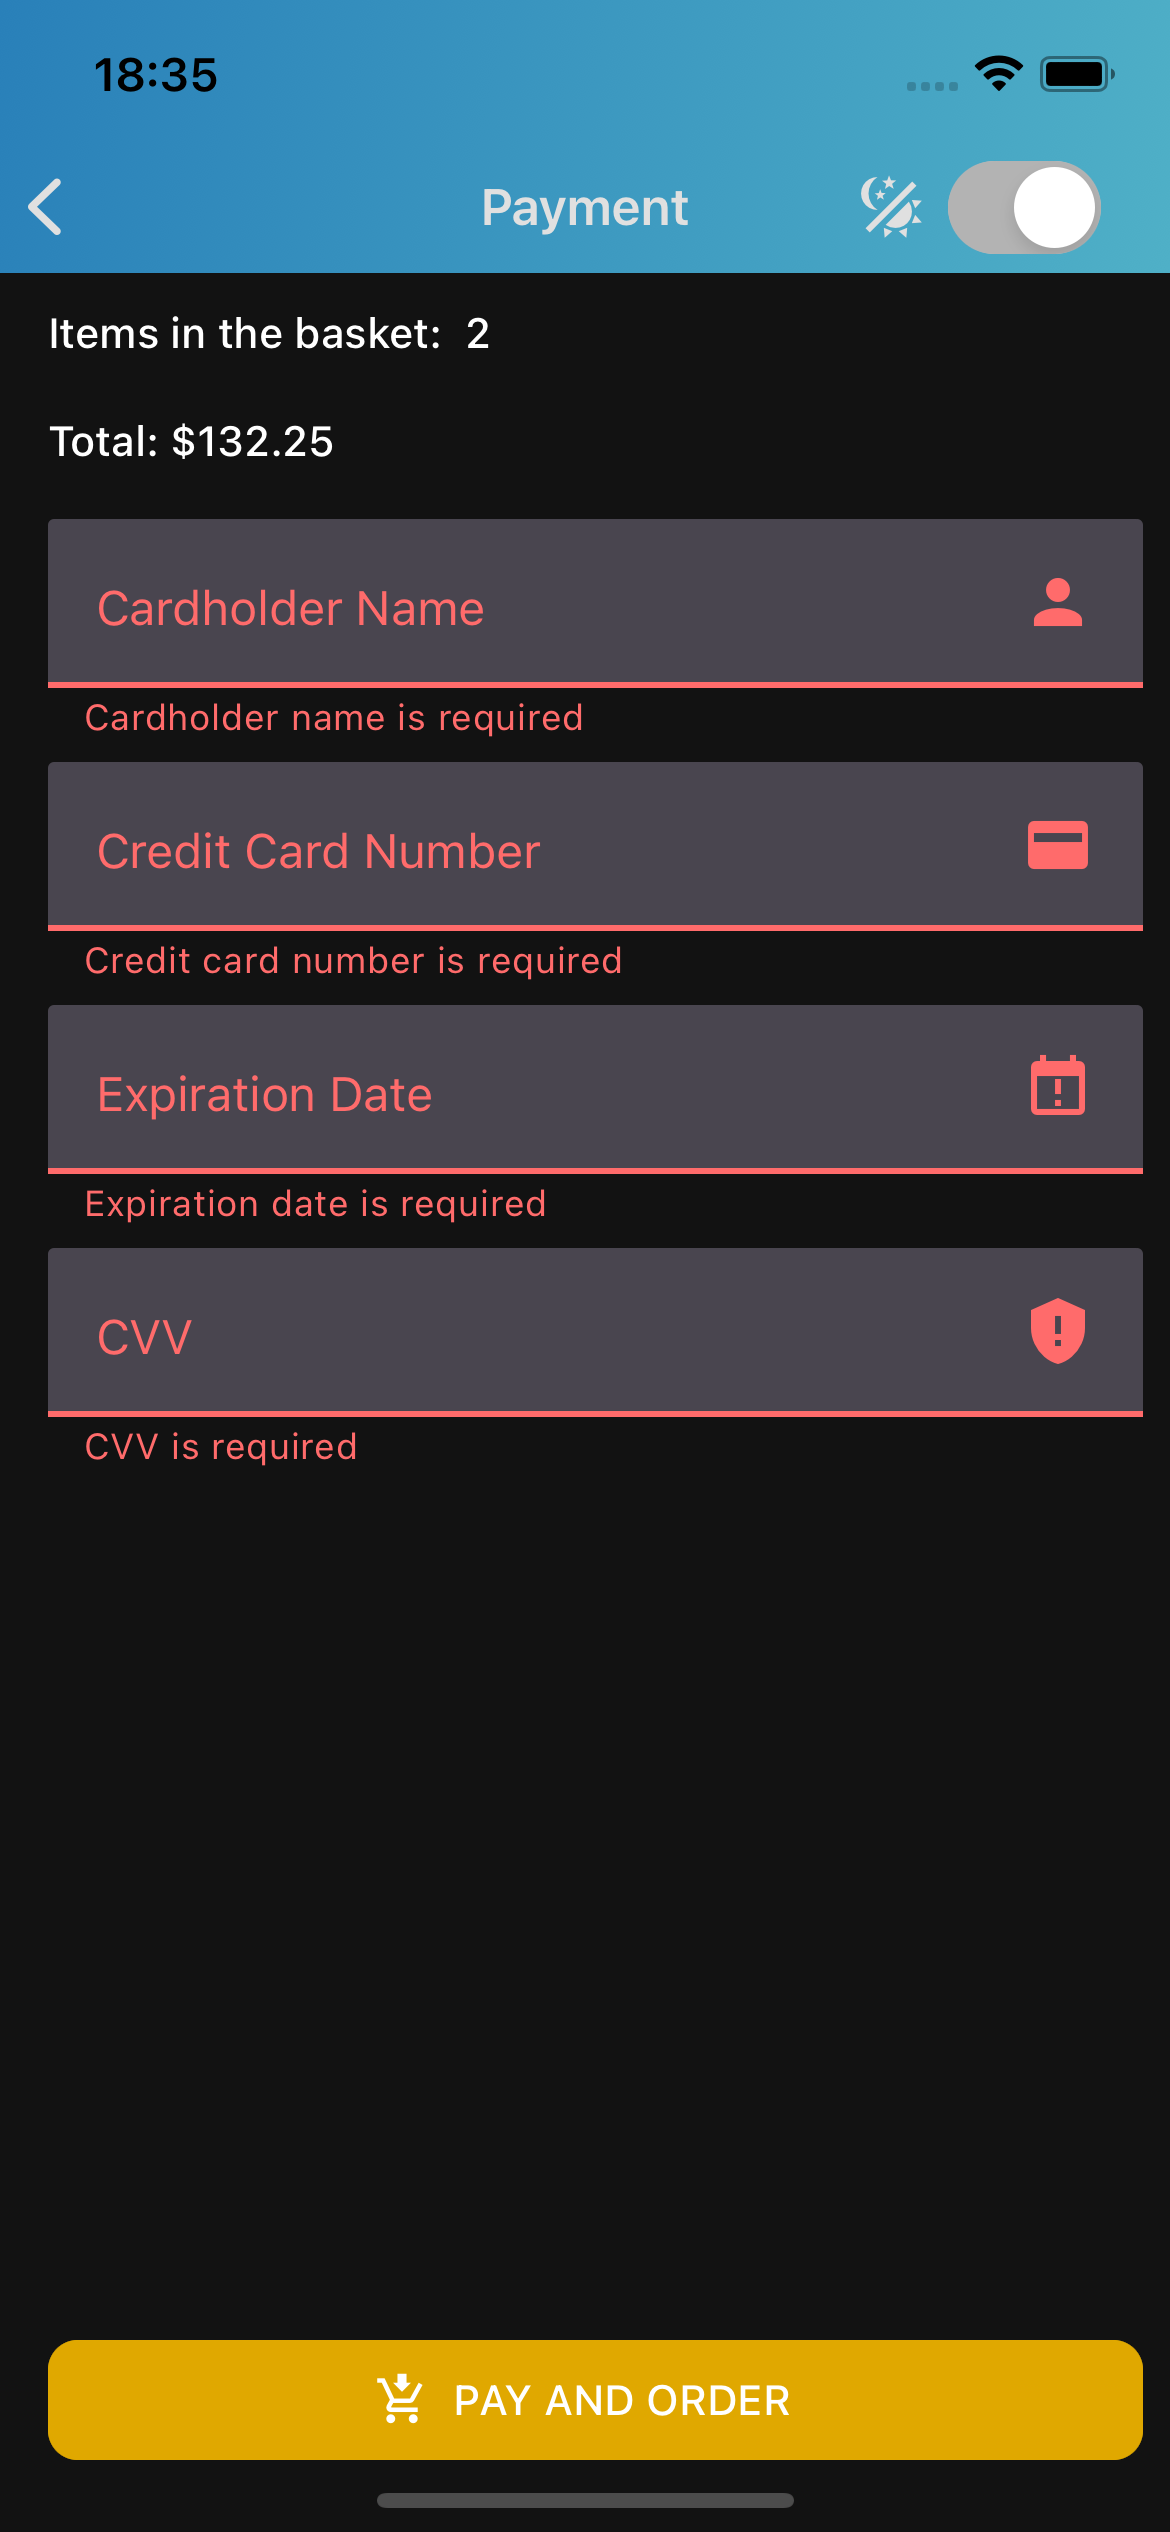 18:35
Payment
Items in the basket: 2
Total: $132.25
Cardholder Name
Cardholder name is required
Credit Card Number
Credit card number is required
Expiration Date
Expiration date is required
CVV
CVV is required
PAY AND ORDER